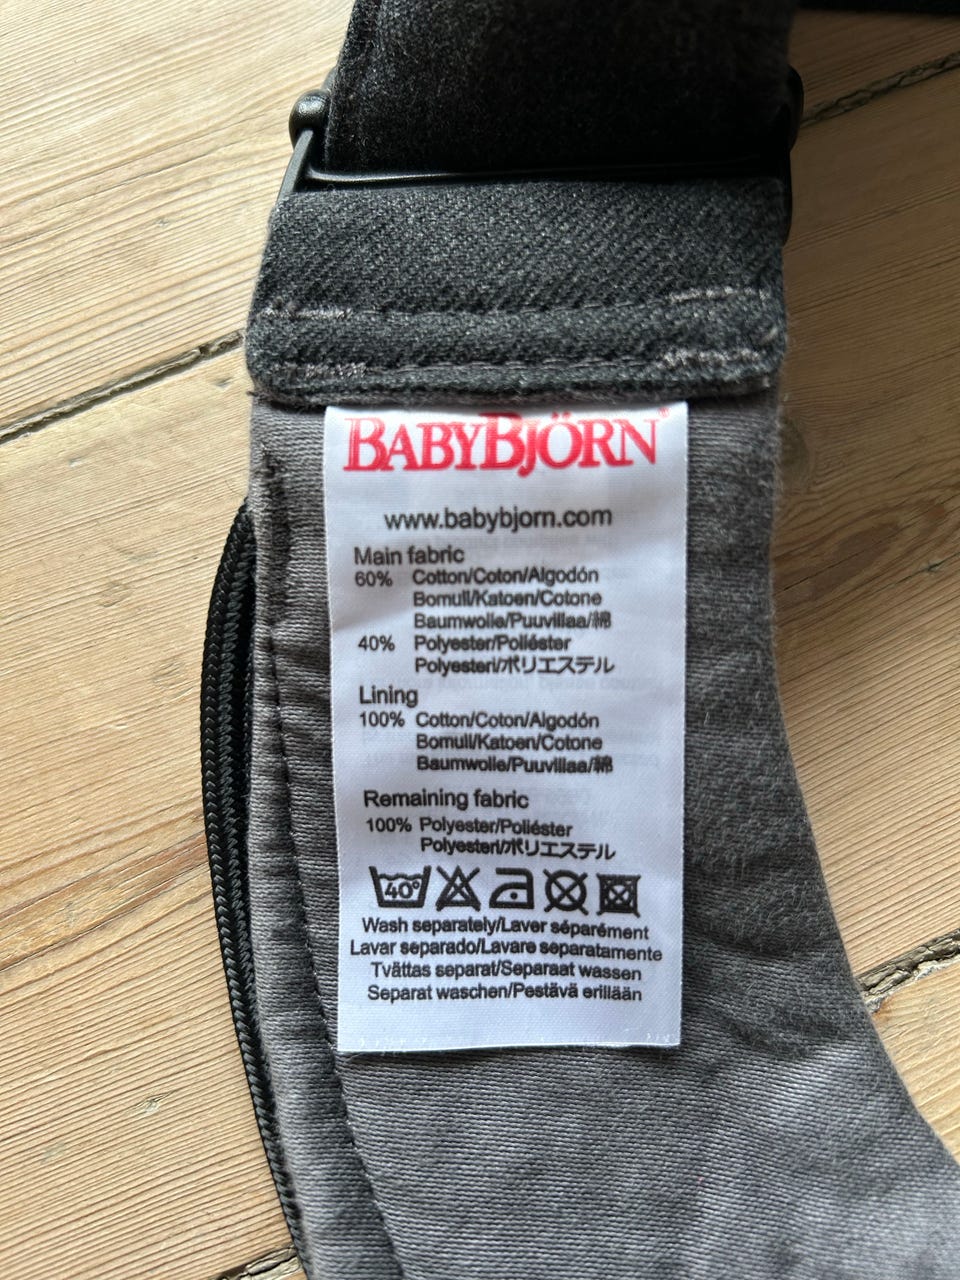 BABYBJÖRN®
www.babybjorn.com
Main fabric
60% Cotton/Coton/Algodón
Bomull/Katoen/Cotone
Baumwolle/Puuvillaa/綿
40% Polyester/Poliéster
Polyesteri/ポリエステル
Lining
100% Cotton/Coton/Algodón
Bomull/Katoen/Cotone
Baumwolle/Puuvillaa/綿
Remaining fabric
100% Polyester/Poliéster
Polyesteri/ポリエステル
40°
Wash separately/Laver séparément
Lavar separado/Lavare separatamente
Tvättas separat/Separaat wassen
Separat waschen/Pestävä erillään